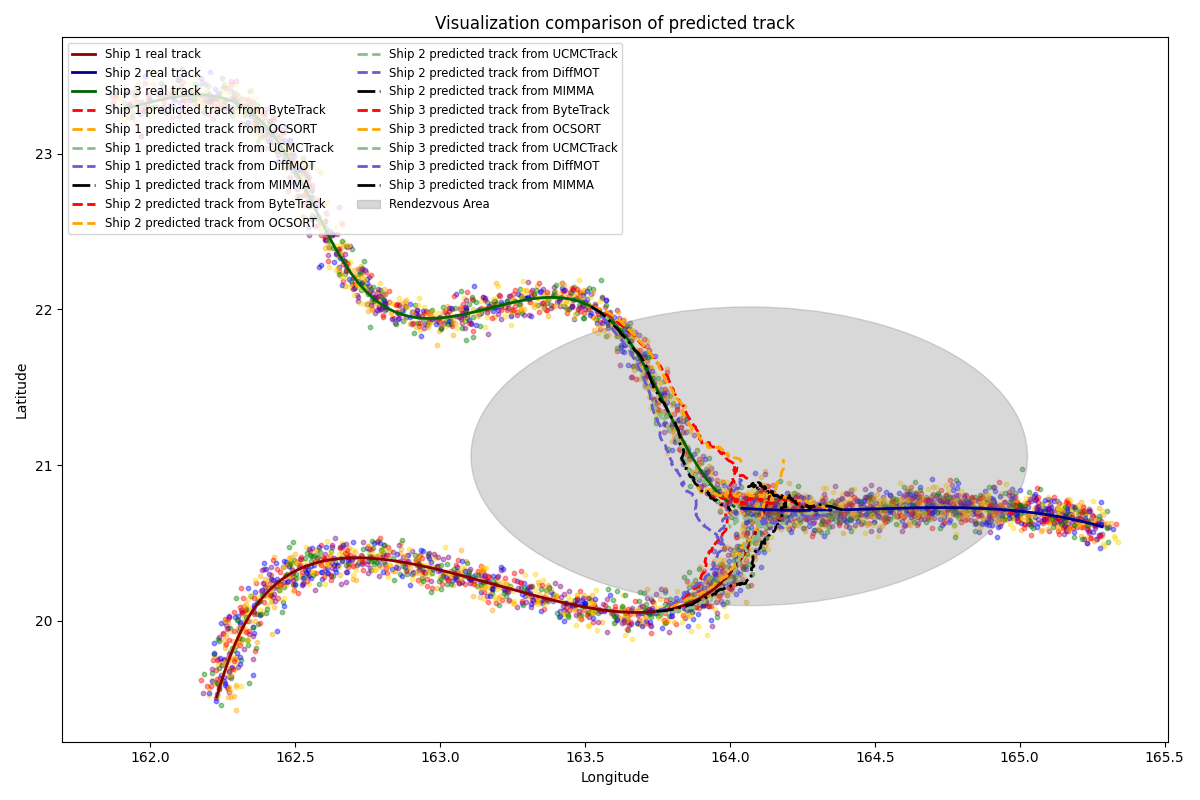 Visualization comparison of predicted track
Ship 1 real track
Ship 2 real track
Ship 3 real track
Ship 1 predicted track from ByteTrack
Ship 1 predicted track from OCSORT
Ship 1 predicted track from UCMCTrack
Ship 1 predicted track from DiffMOT
Ship 1 predicted track from MIMMA
Ship 2 predicted track from ByteTrack
Ship 2 predicted track from OCSORT
Ship 2 predicted track from UCMCTrack
Ship 2 predicted track from DiffMOT
Ship 2 predicted track from MIMMA
Ship 3 predicted track from ByteTrack
Ship 3 predicted track from OCSORT
Ship 3 predicted track from UCMCTrack
Ship 3 predicted track from DiffMOT
Ship 3 predicted track from MIMMA
Rendezvous Area
Latitude
23
22
21
20
162.0 162.5 163.0 163.5 164.0 164.5 165.0 165.5
Longitude